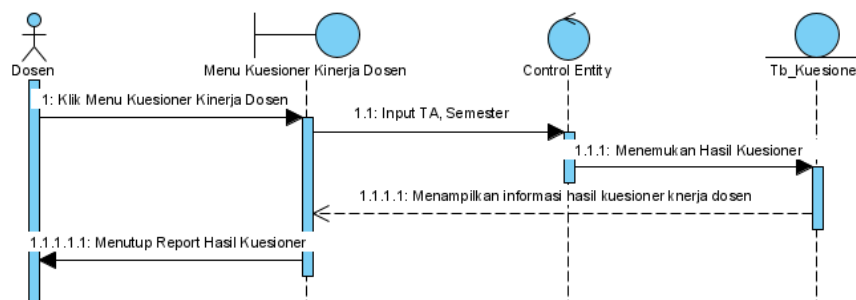 Dosen
Menu Kuesioner Kinerja Dosen
Control Entity
Tb_Kuesione
1: Klik Menu Kuesioner Kinerja Dosen
1.1: Input TA, Semester
1.1.1: Menemukan Hasil Kuesioner
1.1.1.1: Menampilkan informasi hasil kuesioner knerja dosen
1.1.1.1.1: Menutup Report Hasil Kuesioner